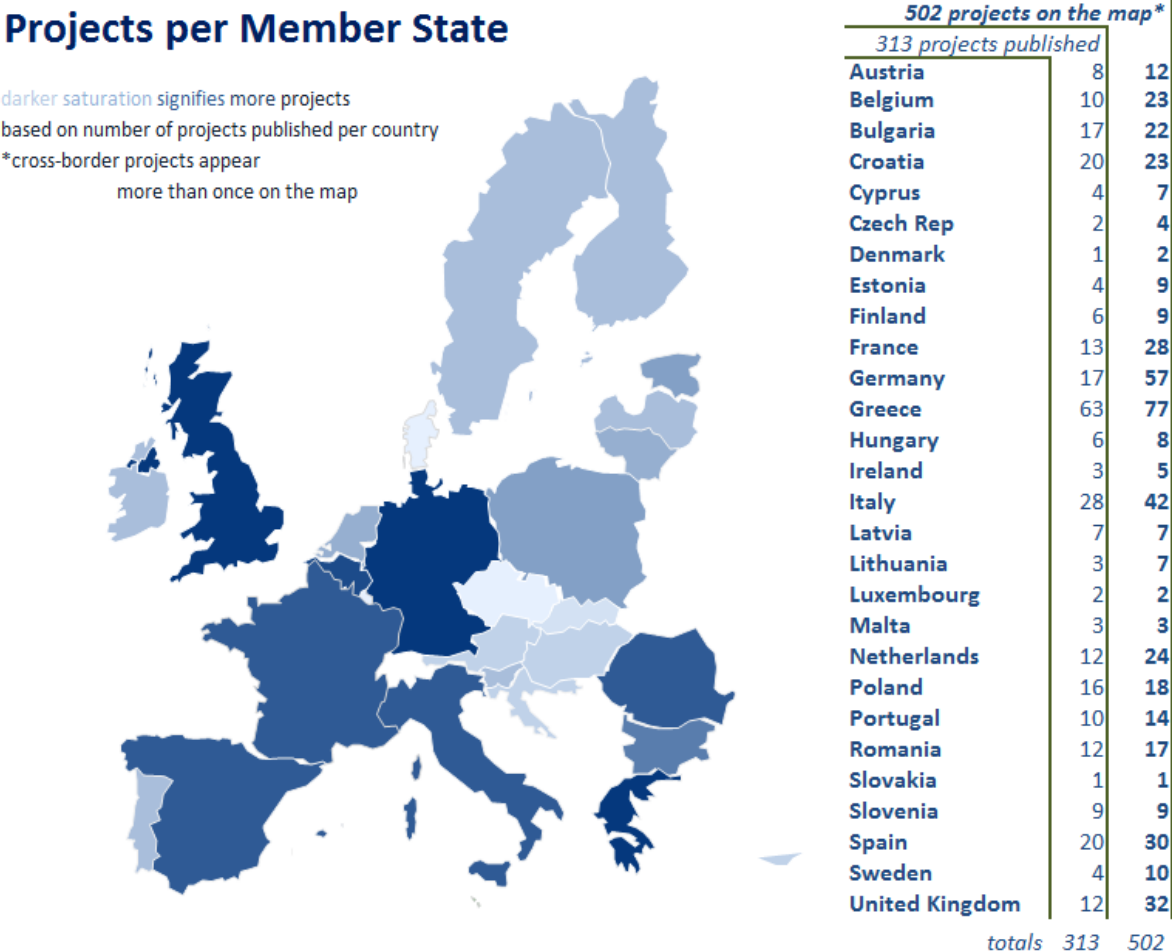 Projects per Member State
darker saturation signifies more projects
based on number of projects published per country
*cross-border projects appear
more than once on the map
502 projects on the map*
313 projects published
Austria 8 12
Belgium 10 23
Bulgaria 17 22
Croatia 20 23
Cyprus 4 7
Czech Rep 2 4
Denmark 1 2
Estonia 4 9
Finland 6 9
France 13 28
Germany 17 57
Greece 63 77
Hungary 6 8
Ireland 3 5
Italy 28 42
Latvia 7 7
Lithuania 3 7
Luxembourg 2 2
Malta 3 3
Netherlands 12 24
Poland 16 18
Portugal 10 14
Romania 12 17
Slovakia 1 1
Slovenia 9 9
Spain 20 30
Sweden 4 10
United Kingdom 12 32
totals 313 502